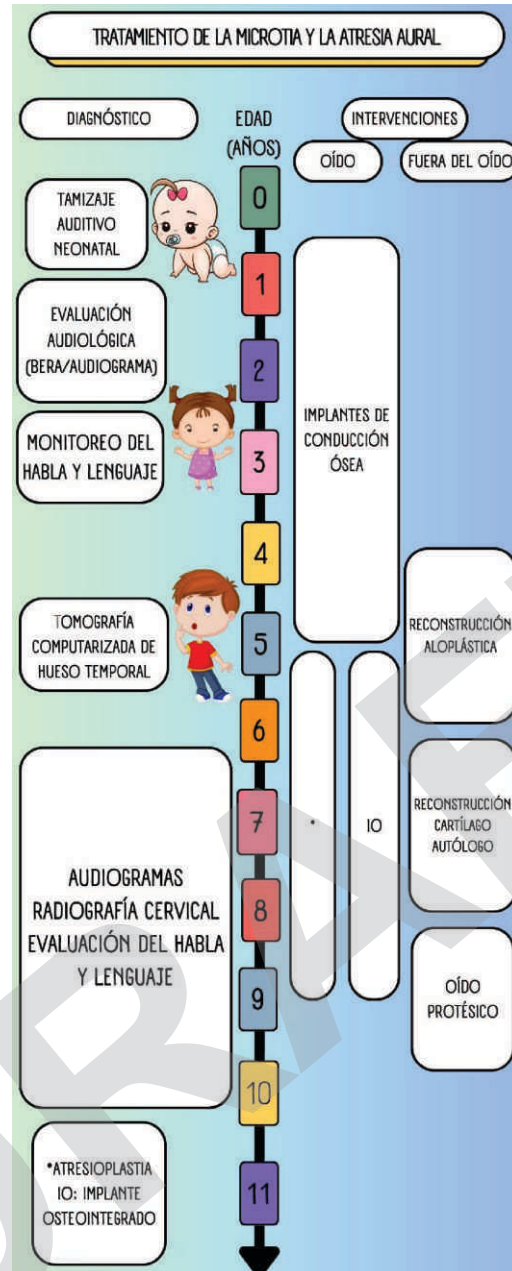 TRATAMIENTO DE LA MICROTIA Y LA ATRESIA AURAL
DIAGNÓSTICO
EDAD
(AÑOS)
INTERVENCIONES
OÍDO
FUERA DEL OÍDO
TAMIZAJE
AUDITIVO
NEONATAL
0
1
EVALUACIÓN
AUDIOLÓGICA
(BERA/AUDIOGRAMA)
2
MONITOREO DEL
HABLA Y LENGUAJE
3
IMPLANTES DE
CONDUCCIÓN
ÓSEA
4
TOMOGRAFÍA
COMPUTARIZADA DE
HUESO TEMPORAL
5
RECONSTRUCCIÓN
ALOPLÁSTICA
6
7
*
IO
RECONSTRUCCIÓN
CARTÍLAGO
AUTÓLOGO
AUDIOGRAMAS
RADIOGRAFÍA CERVICAL
EVALUACIÓN DEL HABLA
Y LENGUAJE
8
9
OÍDO
PROTÉSICO
10
*ATRESIOPLASTIA
IO: IMPLANTE
OSTEOINTEGRADO
11